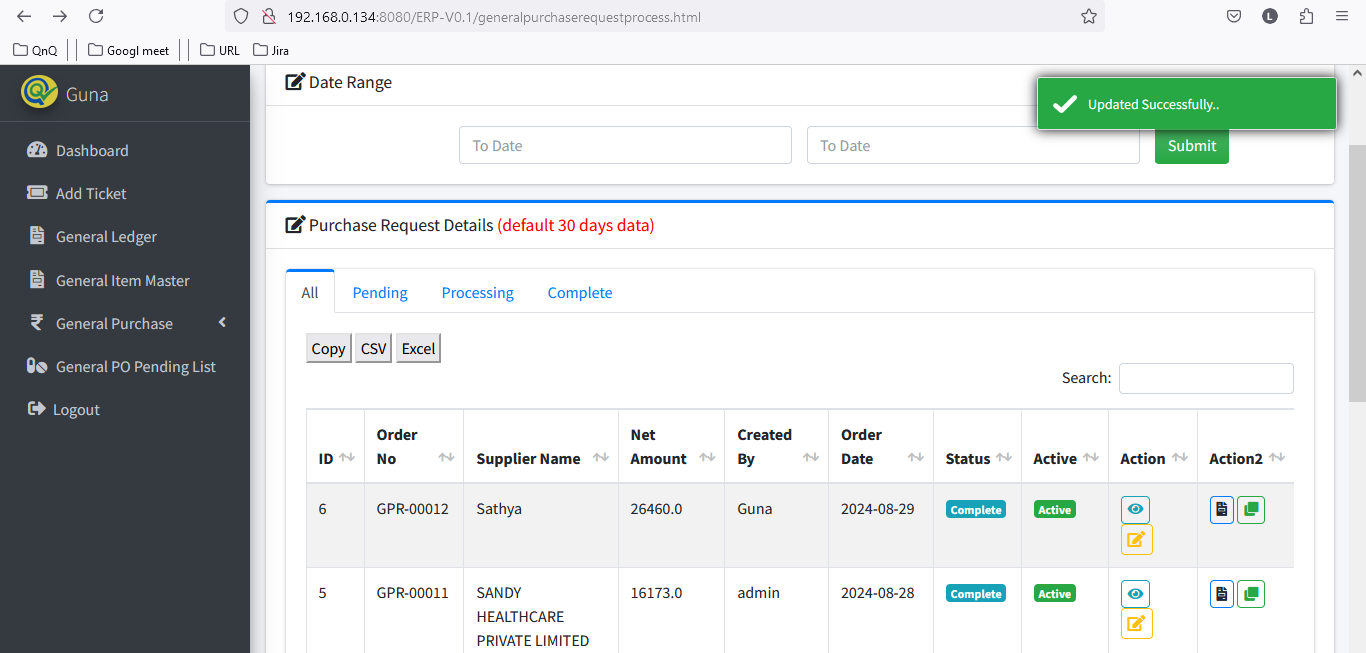 192.168.0.134:8080/ERP-V0.1/generalpurchaserequestprocess.html
L
QnQ
Googl meet
URL
Jira
Guna
Dashboard
Add Ticket
General Ledger
General Item Master
General Purchase
General PO Pending List
Logout
Date Range
Updated Successfully..
To Date
To Date
Submit
Purchase Request Details (default 30 days data)
All Pending Processing Complete
Copy CSV Excel
Search:
ID Order No Supplier Name Net Amount Created By Order Date Status Active Action Action2
6 GPR-00012 Sathya 26460.0 Guna 2024-08-29 Complete Active
5 GPR-00011 SANDY 16173.0 admin 2024-08-28 Complete Active
HEALTHCARE
PRIVATE LIMITED